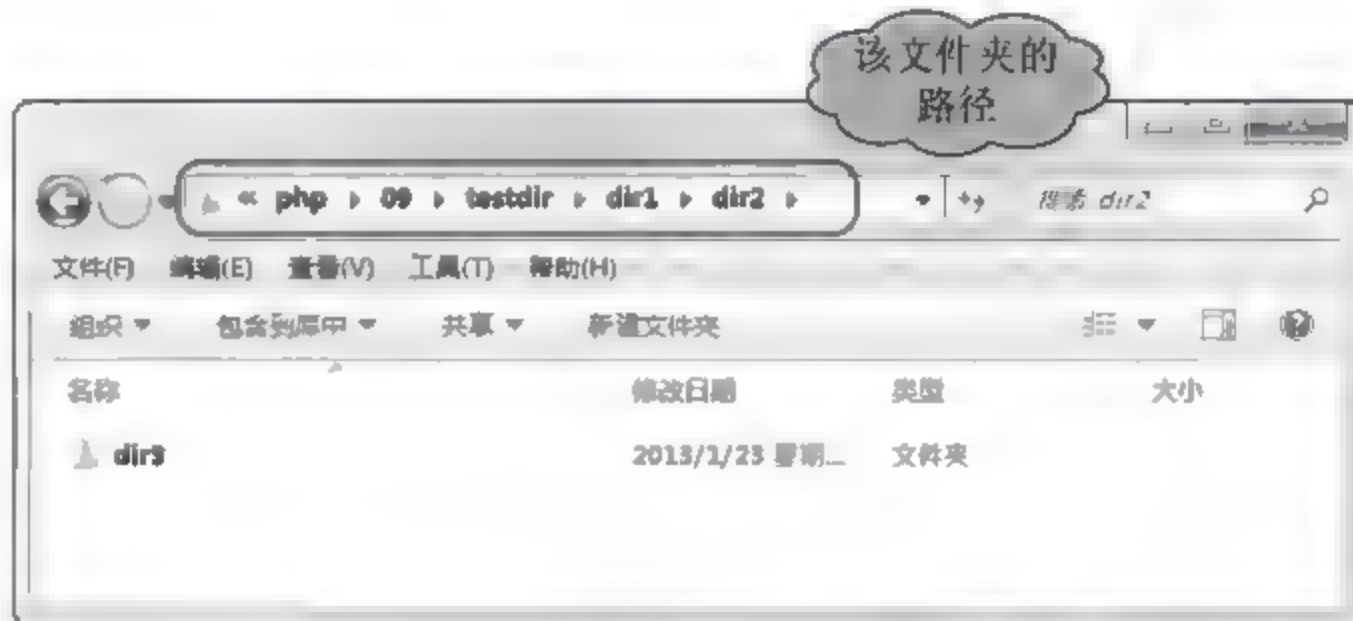 该文件夹的
路径
« php ▸ 09 ▸ testdir ▸ dir1 ▸ dir2 ▸
搜索 dir2
文件(F) 编辑(E) 查看(V) 工具(T) 帮助(H)
组织 ▼ 包含到库中 ▼ 共享 ▼ 新建文件夹
名称 修改日期 类型 大小
dir3 2013/1/23 星期... 文件夹